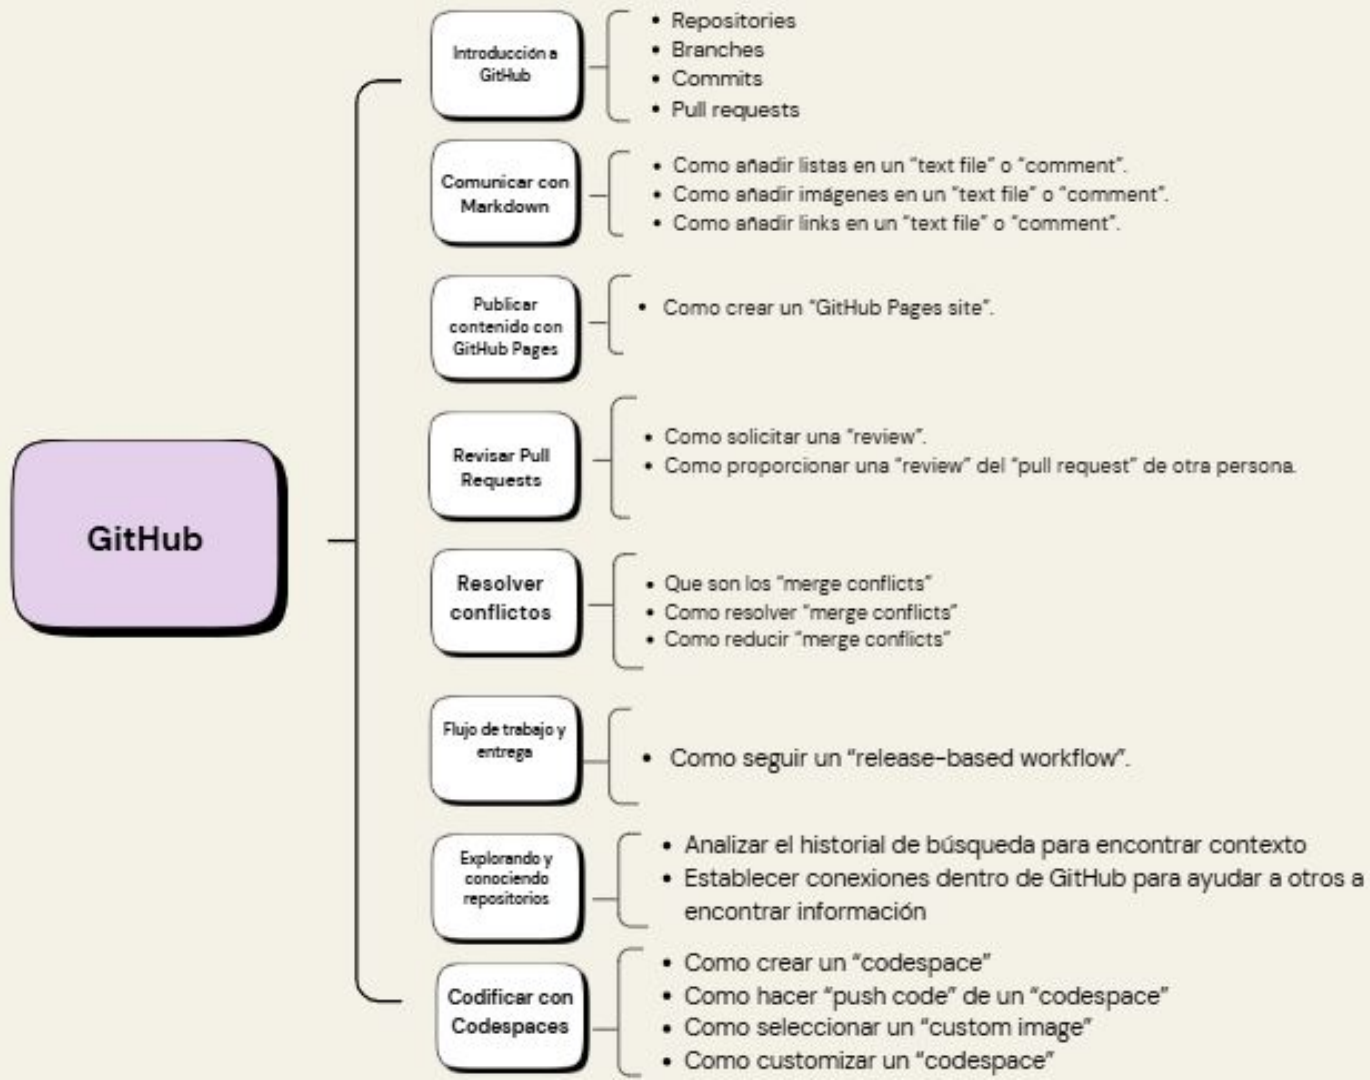 GitHub
Introducción a
GitHub
• Repositories
• Branches
• Commits
• Pull requests
Comunicar con
Markdown
• Como añadir listas en un “text file” o “comment”.
• Como añadir imágenes en un “text file” o “comment”.
• Como añadir links en un “text file” o “comment”.
Publicar
contenido con
GitHub Pages
• Como crear un “GitHub Pages site”.
Revisar Pull
Requests
• Como solicitar una “review”.
• Como proporcionar una “review” del “pull request” de otra persona.
Resolver
conflictos
• Que son los “merge conflicts”
• Como resolver “merge conflicts”
• Como reducir “merge conflicts”
Flujo de trabajo y
entrega
• Como seguir un “release-based workflow”.
Explorando y
conociendo
repositorios
• Analizar el historial de búsqueda para encontrar contexto
• Establecer conexiones dentro de GitHub para ayudar a otros a
encontrar información
Codificar con
Codespaces
• Como crear un “codespace”
• Como hacer “push code” de un “codespace”
• Como seleccionar un “custom image”
• Como customizar un “codespace”